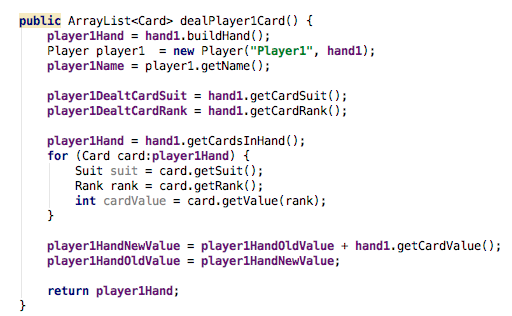 public ArrayList<Card> dealPlayer1Card() {
player1Hand = hand1.buildHand();
Player player1  = new Player("Player1", hand1);
player1Name = player1.getName();
player1DealtCardSuit = hand1.getCardSuit();
player1DealtCardRank = hand1.getCardRank();
player1Hand = hand1.getCardsInHand();
for (Card card:player1Hand) {
Suit suit = card.getSuit();
Rank rank = card.getRank();
int cardValue = card.getValue(rank);
}
player1HandNewValue = player1HandOldValue + hand1.getCardValue();
player1HandOldValue = player1HandNewValue;
return player1Hand;
}